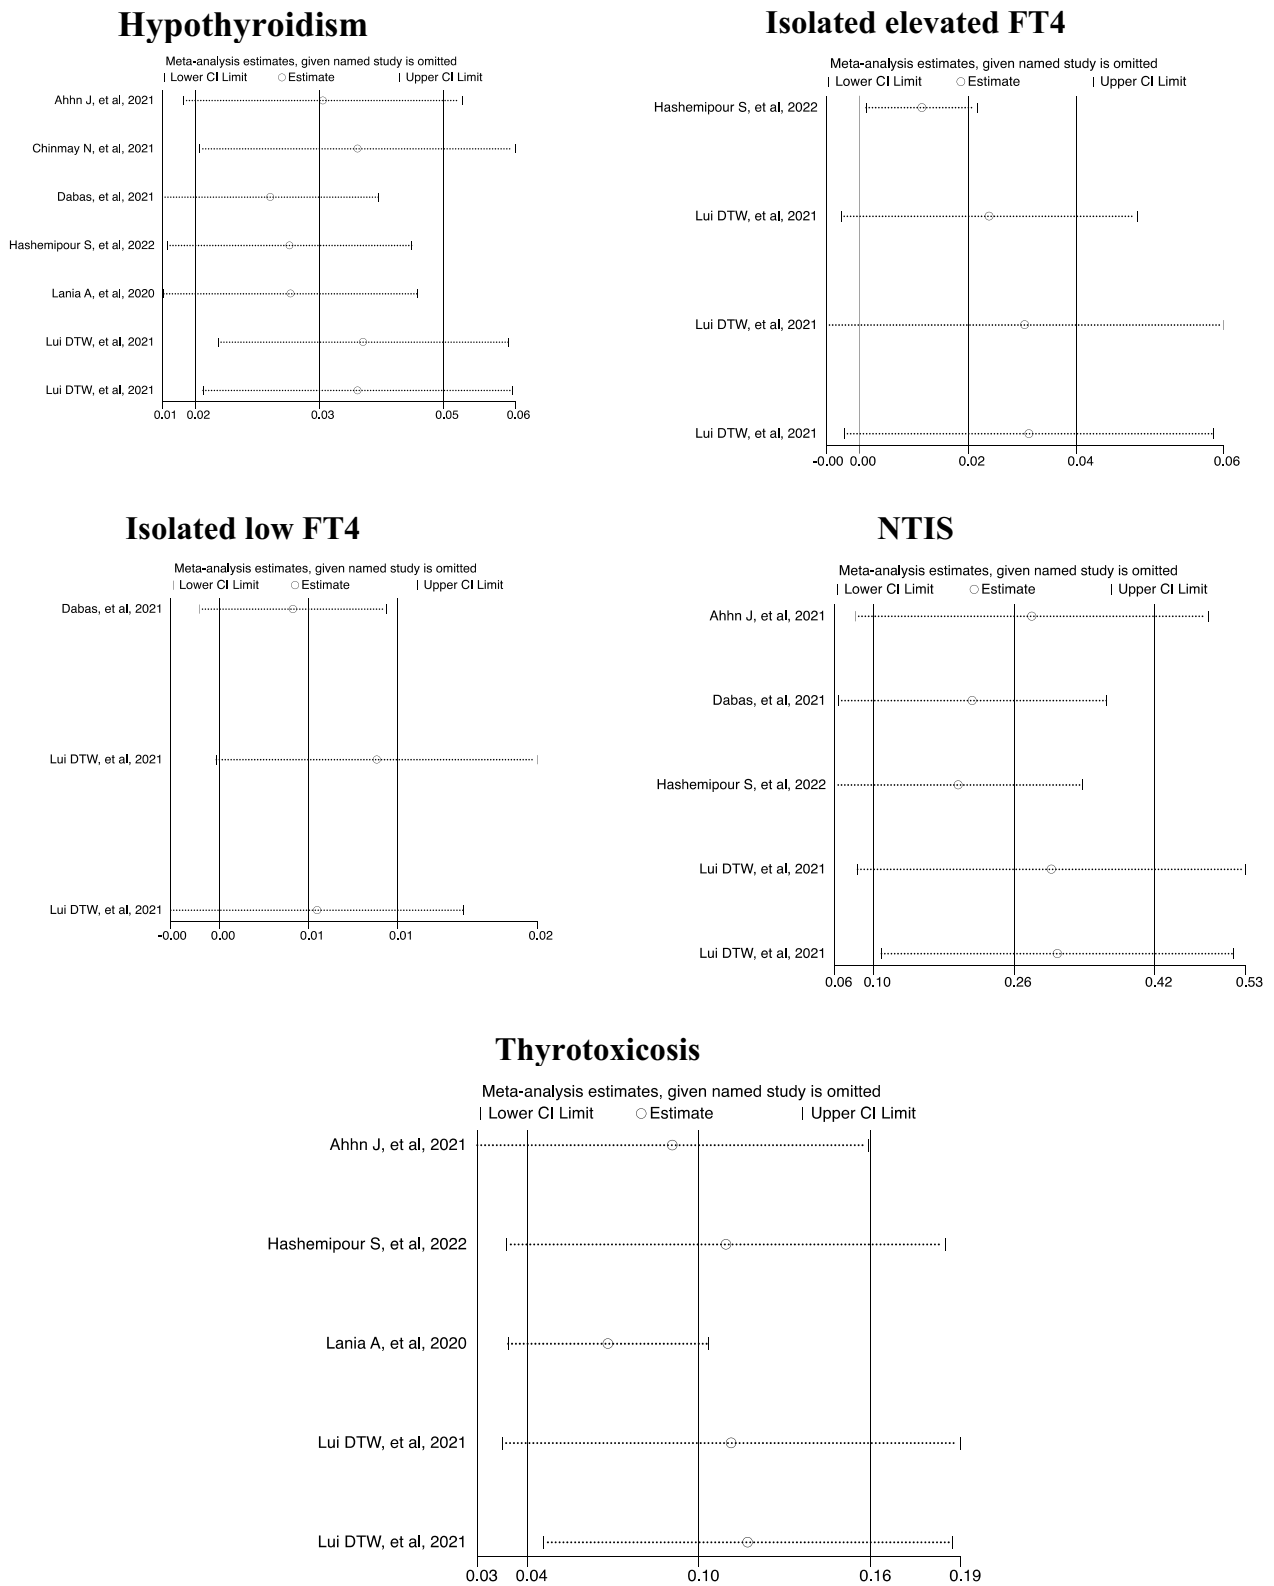 Hypothyroidism
Meta-analysis estimates, given named study is omitted
| Lower CI Limit ○ Estimate | Upper CI Limit
Ahhn J, et al, 2021
Chinmay N, et al, 2021
Dabas, et al, 2021
Hashemipour S, et al, 2022
Lania A, et al, 2020
Lui DTW, et al, 2021
Lui DTW, et al, 2021
0.01 0.02 0.03 0.05 0.06
Isolated elevated FT4
Meta-analysis estimates, given named study is omitted
| Lower CI Limit ○ Estimate | Upper CI Limit
Hashemipour S, et al, 2022
Lui DTW, et al, 2021
Lui DTW, et al, 2021
Lui DTW, et al, 2021
-0.00 0.00 0.02 0.04 0.06
Isolated low FT4
Meta-analysis estimates, given named study is omitted
| Lower CI Limit ○ Estimate | Upper CI Limit
Dabas, et al, 2021
Lui DTW, et al, 2021
Lui DTW, et al, 2021
-0.00 0.00 0.01 0.01 0.02
NTIS
Meta-analysis estimates, given named study is omitted
| Lower CI Limit ○ Estimate | Upper CI Limit
Ahhn J, et al, 2021
Dabas, et al, 2021
Hashemipour S, et al, 2022
Lui DTW, et al, 2021
Lui DTW, et al, 2021
0.06 0.10 0.26 0.42 0.53
Thyrotoxicosis
Meta-analysis estimates, given named study is omitted
| Lower CI Limit ○ Estimate | Upper CI Limit
Ahhn J, et al, 2021
Hashemipour S, et al, 2022
Lania A, et al, 2020
Lui DTW, et al, 2021
Lui DTW, et al, 2021
0.03 0.04 0.10 0.16 0.19